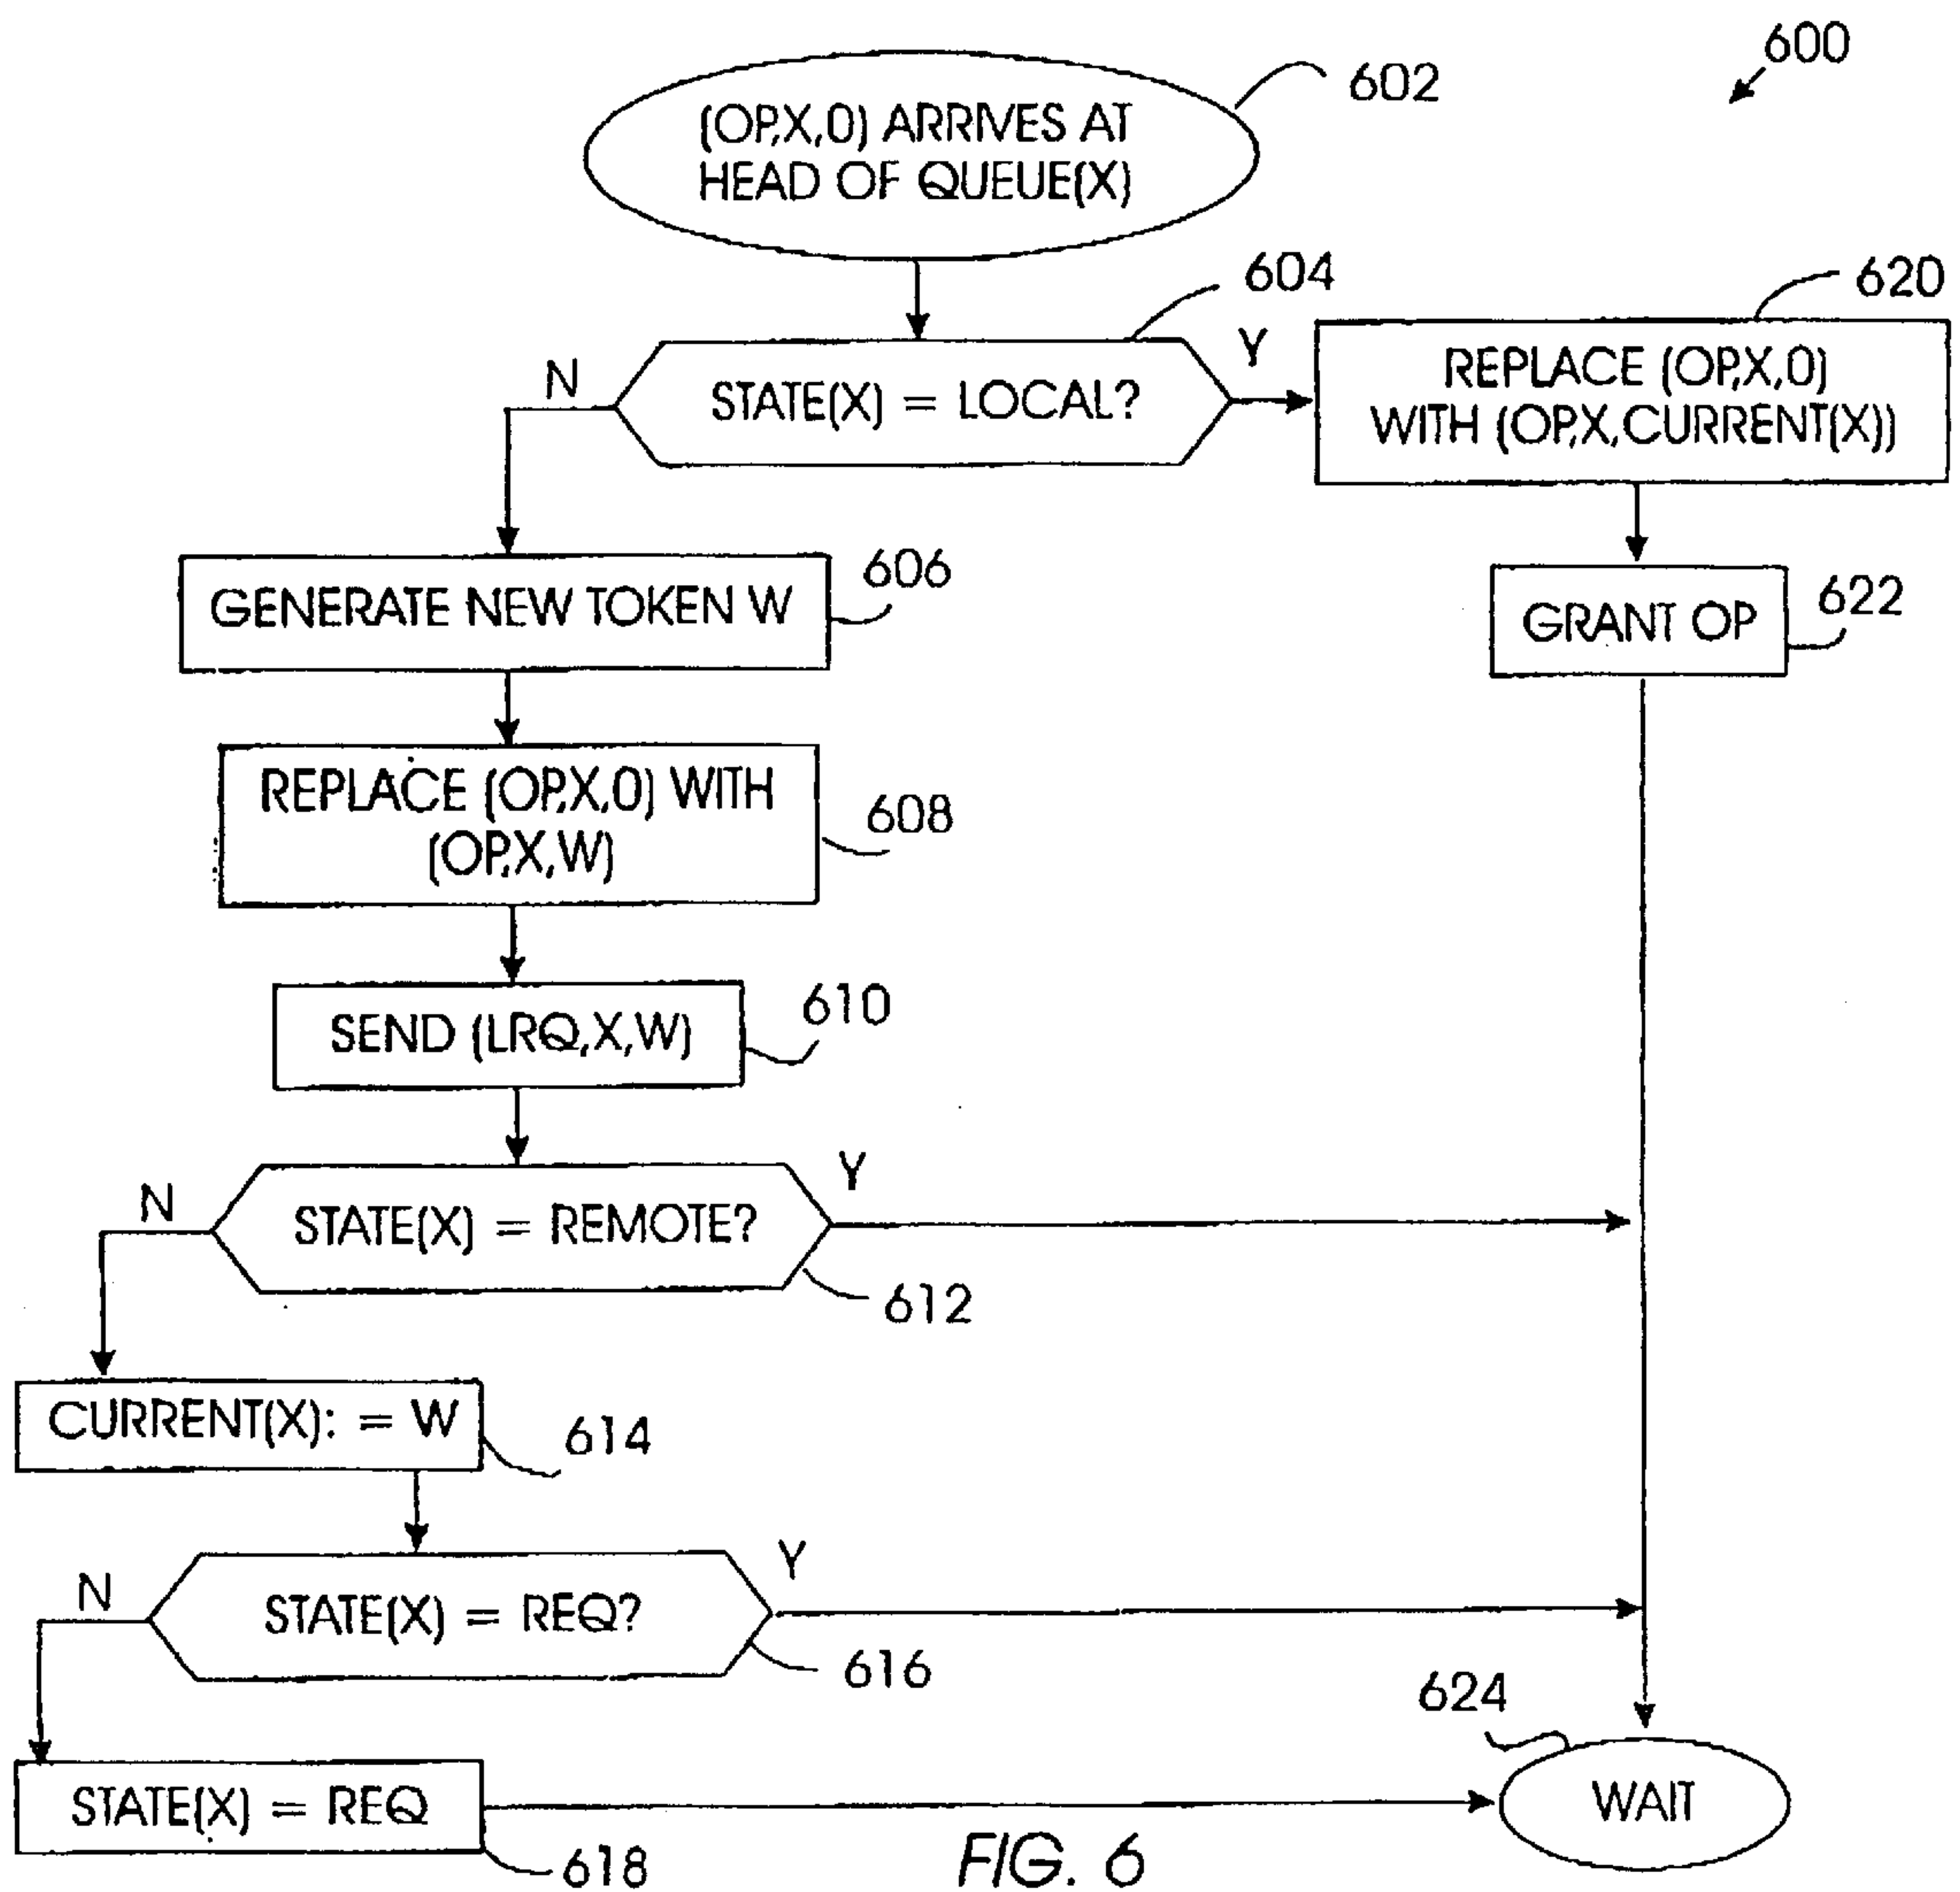 600
602
(OP,X,0) ARRIVES AT
HEAD OF QUEUE(X)
604
620
N
STATE(X) = LOCAL?
Y
REPLACE (OP,X,0)
WITH (OP,X,CURRENT(X))
GENERATE NEW TOKEN W
606
GRANT OP
622
REPLACE (OP,X,0) WITH
(OP,X,W)
608
SEND (LRQ,X,W)
610
N
STATE(X) = REMOTE?
Y
612
CURRENT(X): = W
614
N
STATE(X) = REQ?
Y
616
624
STATE(X) = REQ
618
WAIT
FIG. 6